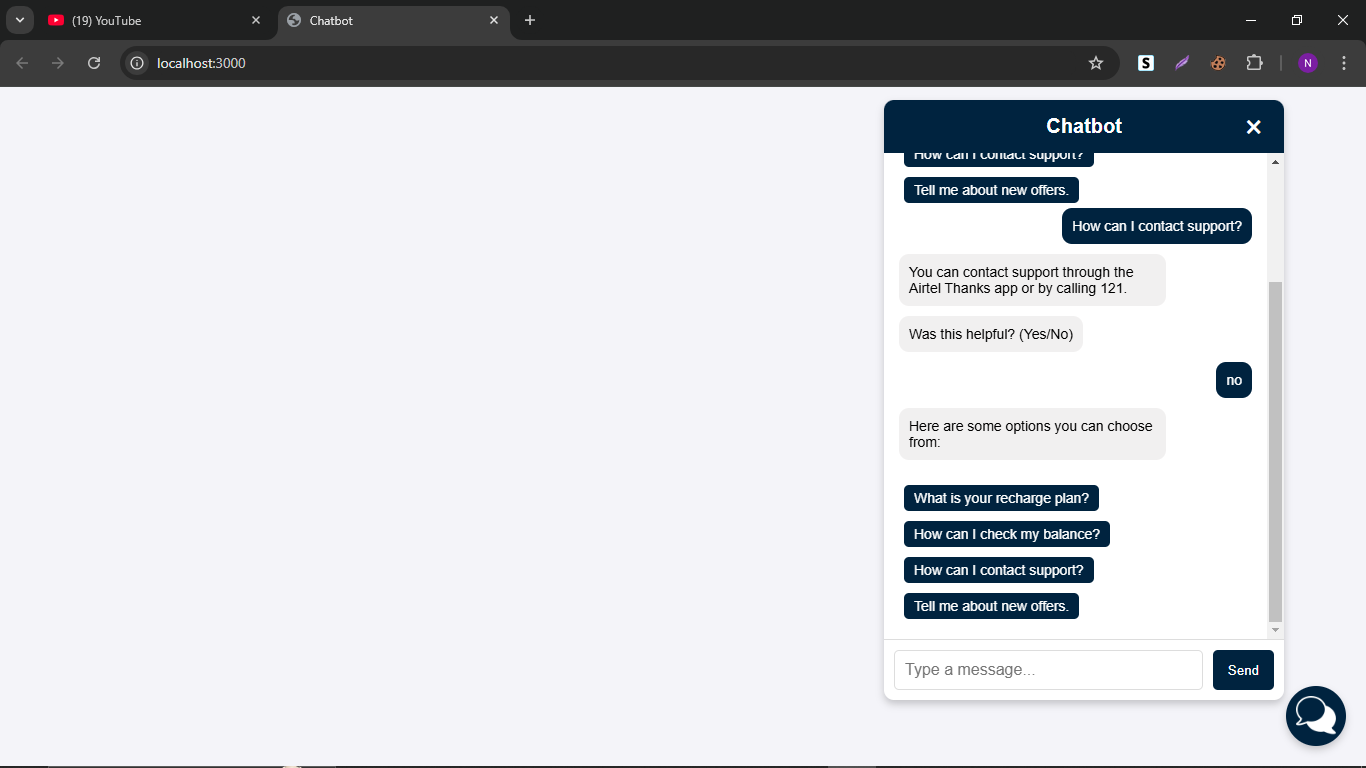 (19) YouTube
Chatbot
localhost:3000
S
N
Chatbot
How can I contact support?
Tell me about new offers.
How can I contact support?
You can contact support through the
Airtel Thanks app or by calling 121.
Was this helpful? (Yes/No)
no
Here are some options you can choose
from:
What is your recharge plan?
How can I check my balance?
How can I contact support?
Tell me about new offers.
Type a message...
Send